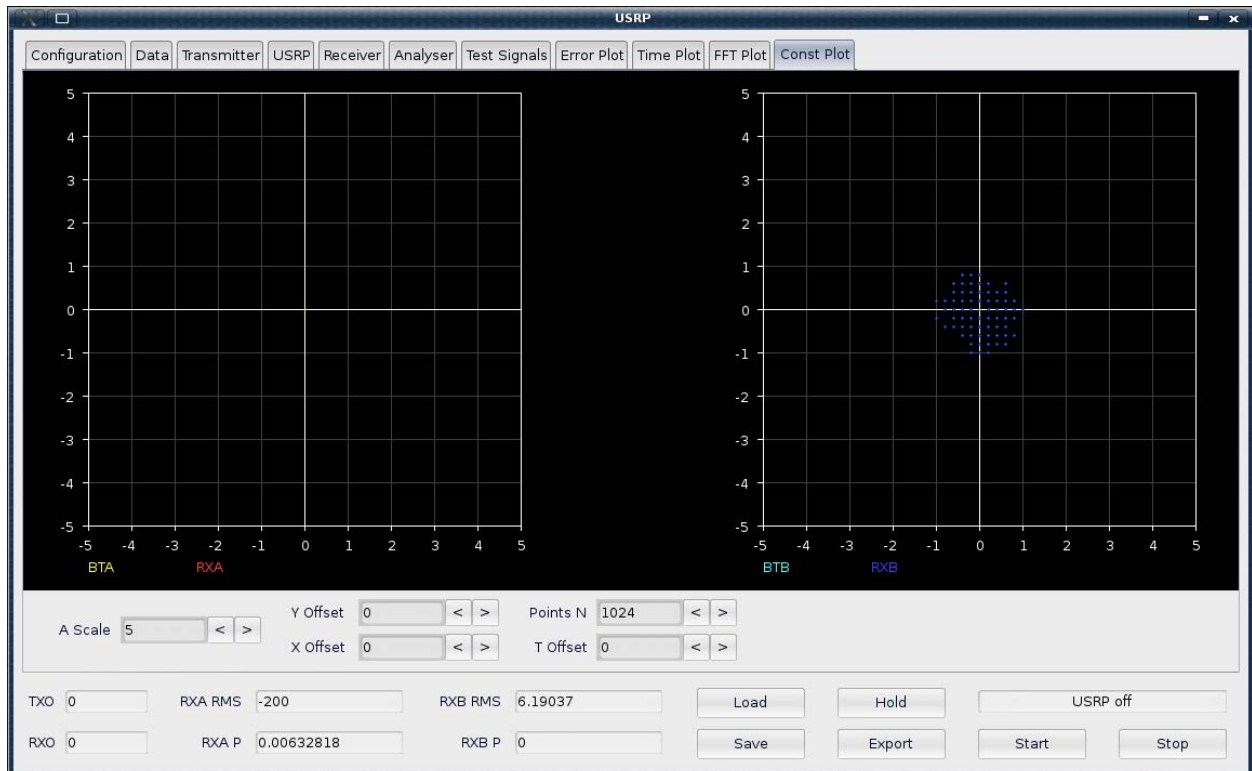 USRP
Configuration Data Transmitter USRP Receiver Analyser Test Signals Error Plot Time Plot FFT Plot Const Plot
5 5
4 4
3 3
2 2
1 1
0 0
-1 -1
-2 -2
-3 -3
-4 -4
-5 -5
-5 -4 -3 -2 -1 0 1 2 3 4 5 -5 -4 -3 -2 -1 0 1 2 3 4 5
BTA RXA BTB RXB
Y Offset 0 < > Points N 1024 < >
A Scale 5 < >
X Offset 0 < > T Offset 0 < >
TXO 0 RXA RMS -200 RXB RMS 6.19037 Load Hold USRP off
RXO 0 RXA P 0.00632818 RXB P 0 Save Export Start Stop